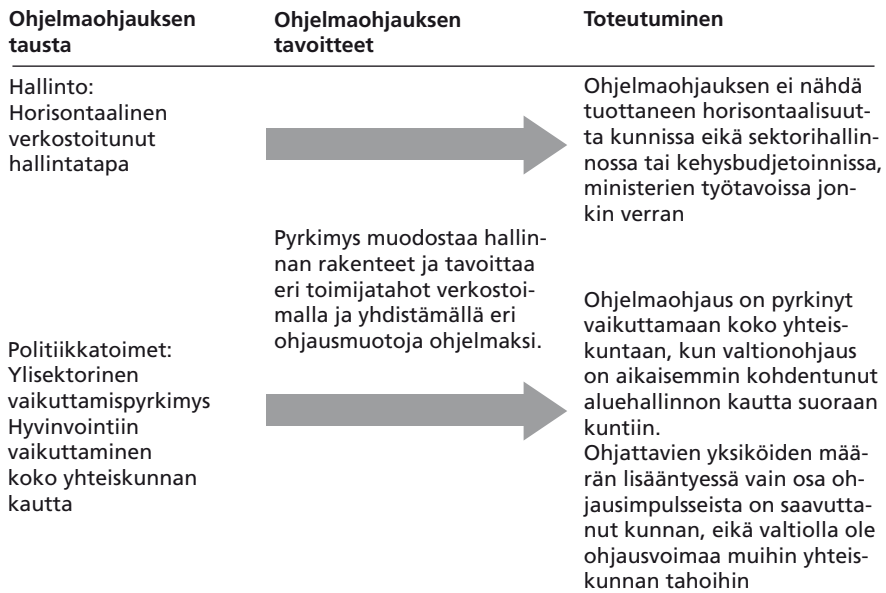 Ohjelmaohjauksen
tausta
Ohjelmaohjauksen
tavoitteet
Toteutuminen
Hallinto:
Horisontaalinen
verkostoitunut
hallintatapa
Ohjelmaohjauksen ei nähdä
tuottaneen horisontaalisuut-
ta kunnissa eikä sektorihallin-
nossa tai kehysbudjetoinnissa,
ministerien työtavoissa jon-
kin verran
Pyrkimys muodostaa hallin-
nan rakenteet ja tavoittaa
eri toimijatahot verkostoi-
malla ja yhdistämällä eri
ohjausmuotoja ohjelmaksi.
Politiikkatoimet:
Ylisektorinen
vaikuttamispyrkimys
Hyvinvointiin
vaikuttaminen
koko yhteiskunnan
kautta
Ohjelmaohjaus on pyrkinyt
vaikuttamaan koko yhteis-
kuntaan, kun valtionohjaus
on aikaisemmin kohdentunut
aluehallinnon kautta suoraan
kuntiin.
Ohjattavien yksiköiden mää-
rän lisääntyessä vain osa oh-
jausimpulsseista on saavutta-
nut kunnan, eikä valtiolla ole
ohjausvoimaa muihin yhteis-
kunnan tahoihin